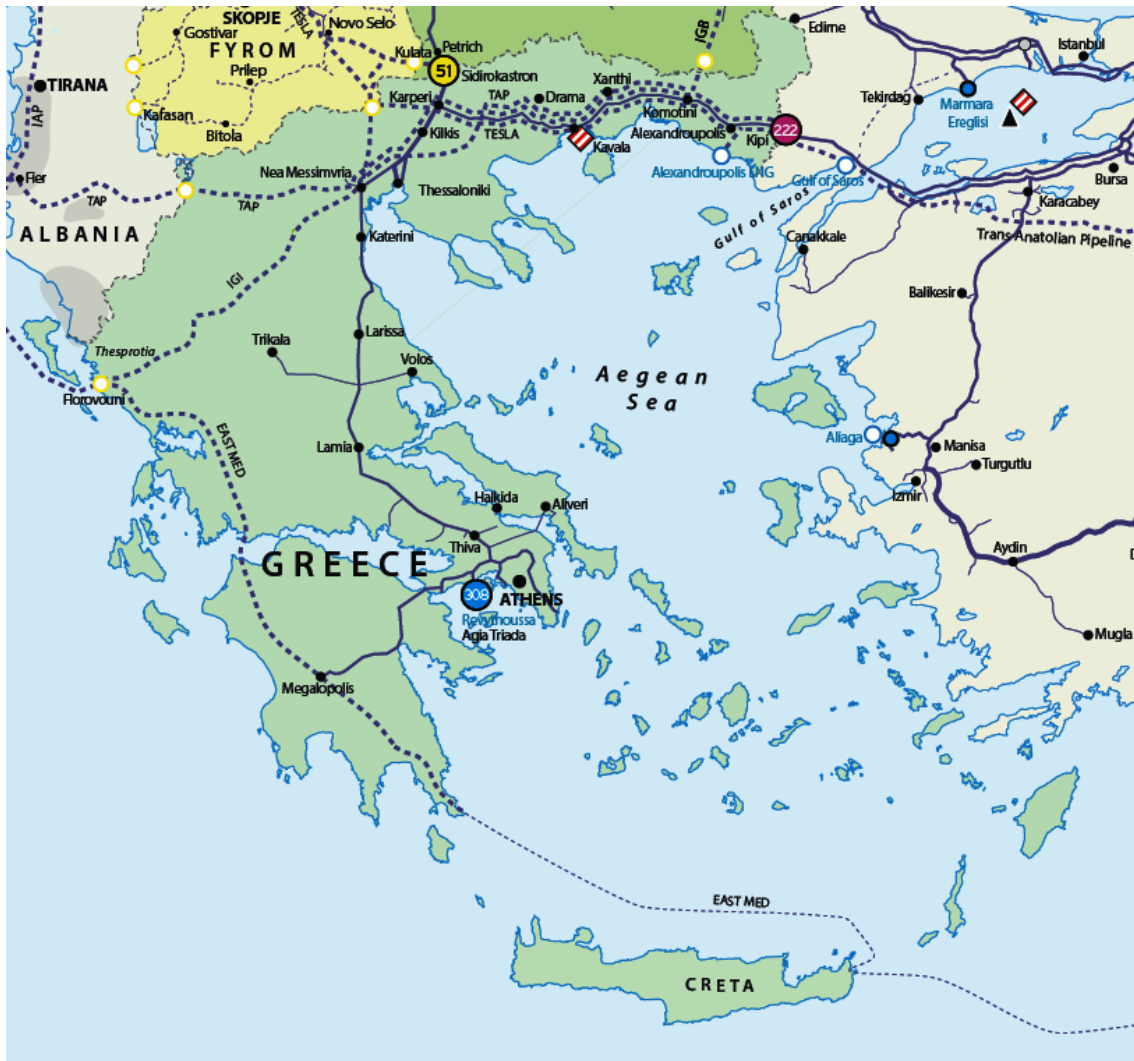 SKOPJE
TESLA
Novo Selo
Gostivar
FYROM
Prilep
Kafasan
Bitola
TIRANA
IAP
Fier
TAP
TAP
ALBANIA
Kulata
Petrich
51
Sidirokastron
Karperi
TAP
Drama
Xanthi
IGB
TESLA
Kilkis
Kavala
Komotini
Alexandroupolis
Kipi
222
Alexandroupolis LNG
Gulf of Saros
Gulf of Saros
Edirne
Istanbul
Tekirdag
Marmara
Ereglisi
Bursa
Karacabey
Trans-Anatolian Pipeline
Canakkale
Balikesir
Nea Messimvria
Thessaloniki
Katerini
IGI
Larissa
Trikala
Volos
Thesprotia
Florovouni
EAST MED
Lamia
Aegean
Sea
Aliaga
Manisa
Turgutlu
Izmir
Aydin
D
Mugla
Halkida
Aliveri
Thiva
GREECE
308
ATHENS
Revythoussa
Agia Triada
Megalopolis
EAST MED
CRETA